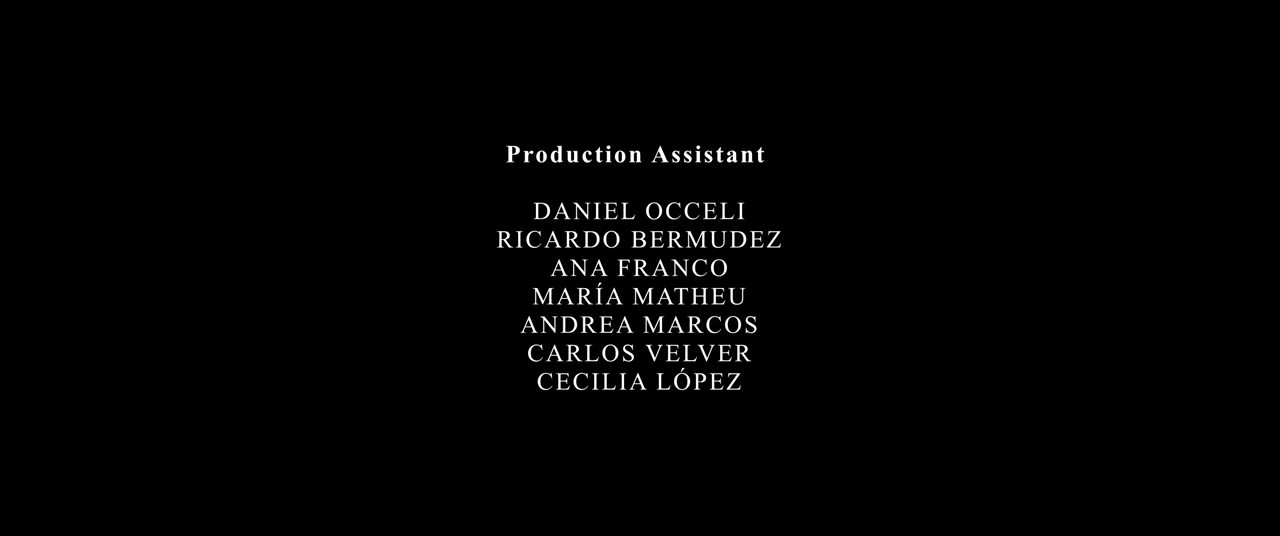 Production Assistant
DANIEL OCCELI
RICARDO BERMUDEZ
ANA FRANCO
MARÍA MATHEU
ANDREA MARCOS
CARLOS VELVER
CECILIA LÓPEZ